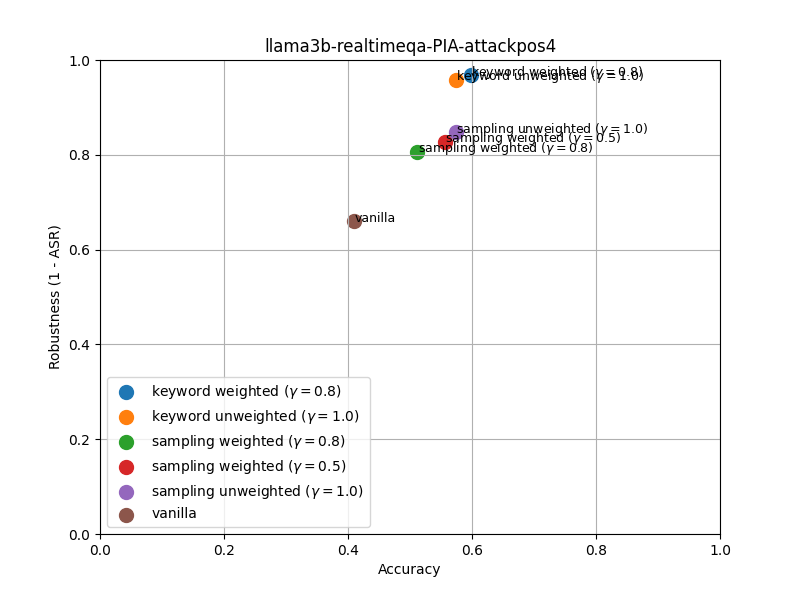 llama3b-realtimeqa-PIA-attackpos4
Robustness (1 - ASR)
1.0
0.8
0.6
0.4
0.2
0.0
keyword weighted (γ = 0.8)
keyword unweighted (γ = 1.0)
sampling unweighted (γ = 1.0)
sampling weighted (γ = 0.5)
sampling weighted (γ = 0.8)
vanilla
keyword weighted (γ = 0.8)
keyword unweighted (γ = 1.0)
sampling weighted (γ = 0.8)
sampling weighted (γ = 0.5)
sampling unweighted (γ = 1.0)
vanilla
0.0 0.2 0.4 0.6 0.8 1.0
Accuracy